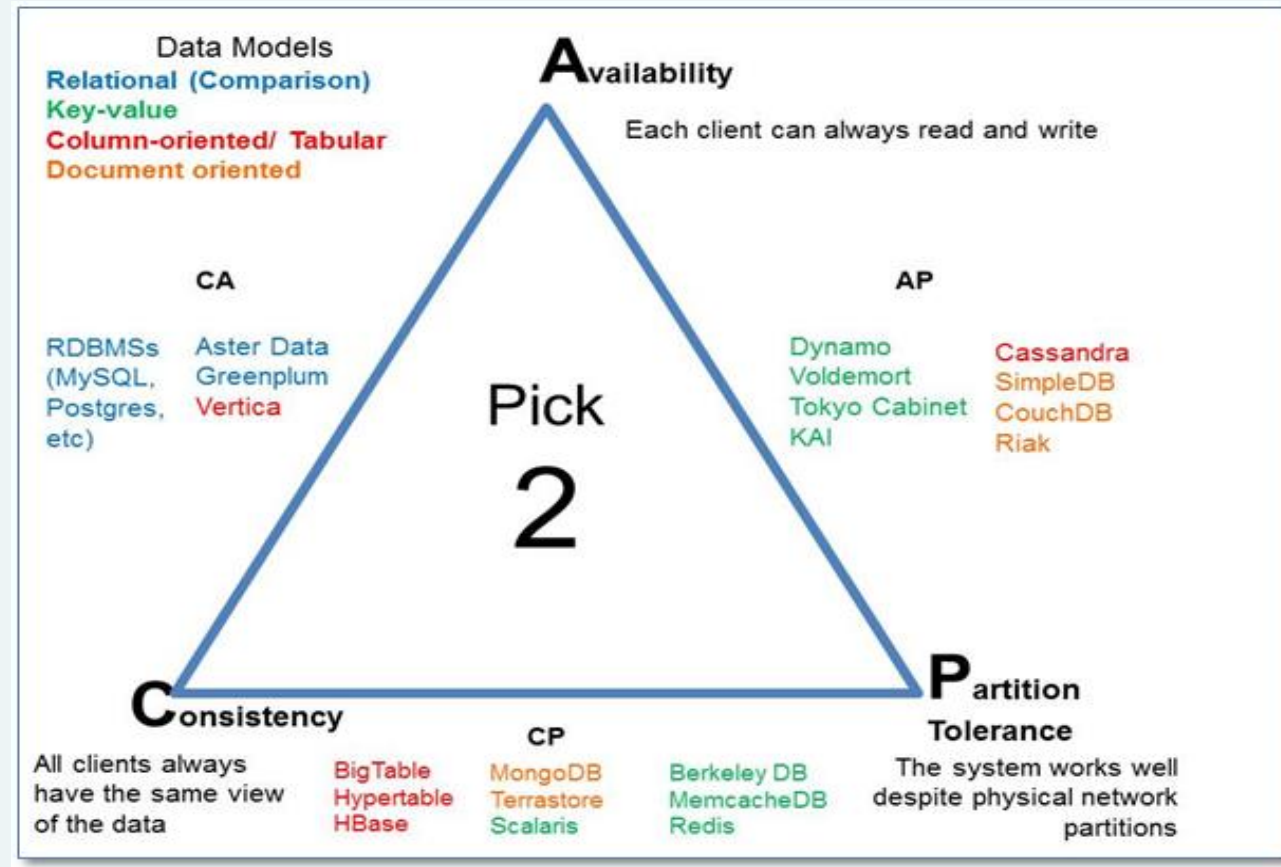 Data Models
Relational (Comparison)
Key-value
Column-oriented/ Tabular
Document oriented
Availability
Each client can always read and write
CA
RDBMSs
(MySQL,
Postgres,
etc)
Aster Data
Greenplum
Vertica
Pick
2
AP
Dynamo
Voldemort
Tokyo Cabinet
KAI
Cassandra
SimpleDB
CouchDB
Riak
Consistency
All clients always
have the same view
of the data
CP
BigTable
Hypertable
HBase
MongoDB
Terrastore
Scalaris
Berkeley DB
MemcacheDB
Redis
Partition
Tolerance
The system works well
despite physical network
partitions